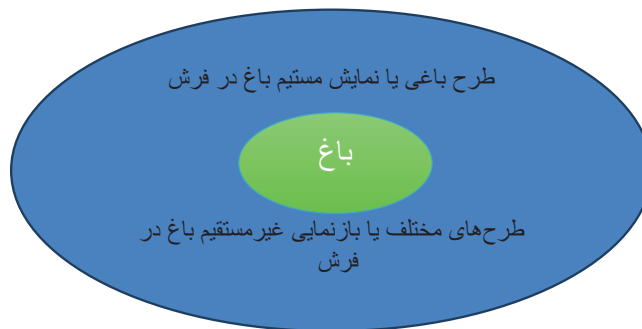 طرح باغی یا نمایش مستیم باغ در فرش
باغ
طرح‌های مختلف یا بازنمایی غیرمستقیم باغ در
فرش